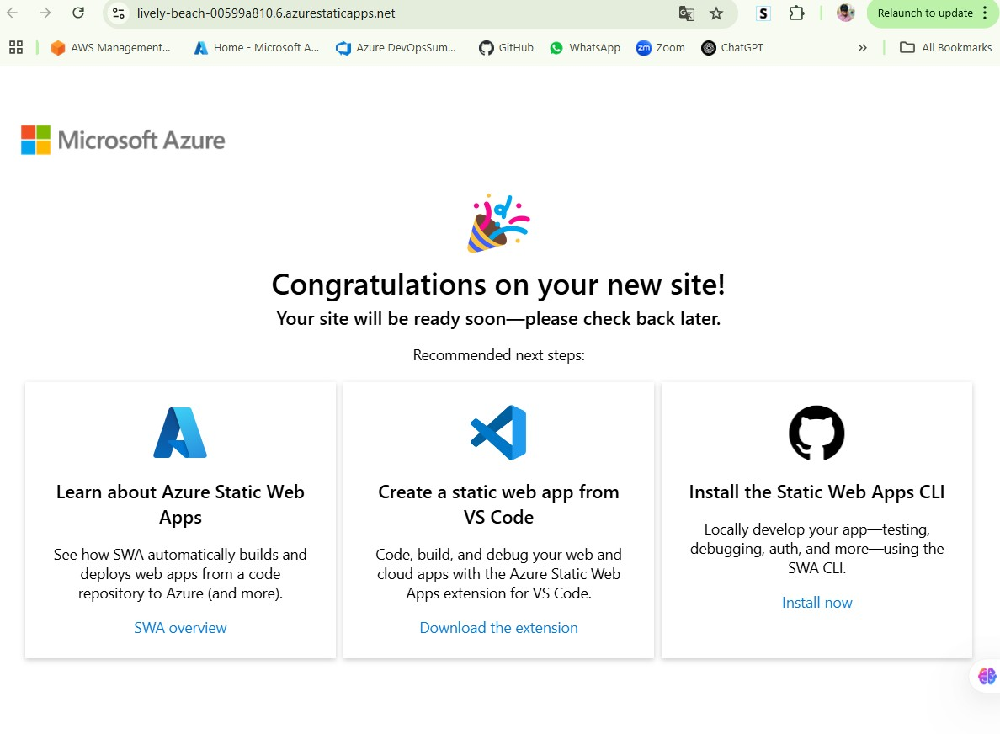 lively-beach-00599a810.6.azurestaticapps.net
S
Relaunch to update
AWS Management...
Home - Microsoft A...
Azure DevOpsSum...
GitHub
WhatsApp
zm Zoom
ChatGPT
»
All Bookmarks
Microsoft Azure
Congratulations on your new site!
Your site will be ready soon—please check back later.
Recommended next steps:
Learn about Azure Static Web
Apps
See how SWA automatically builds and
deploys web apps from a code
repository to Azure (and more).
SWA overview
Create a static web app from
VS Code
Code, build, and debug your web and
cloud apps with the Azure Static Web
Apps extension for VS Code.
Download the extension
Install the Static Web Apps CLI
Locally develop your app—testing,
debugging, auth, and more—using the
SWA CLI.
Install now